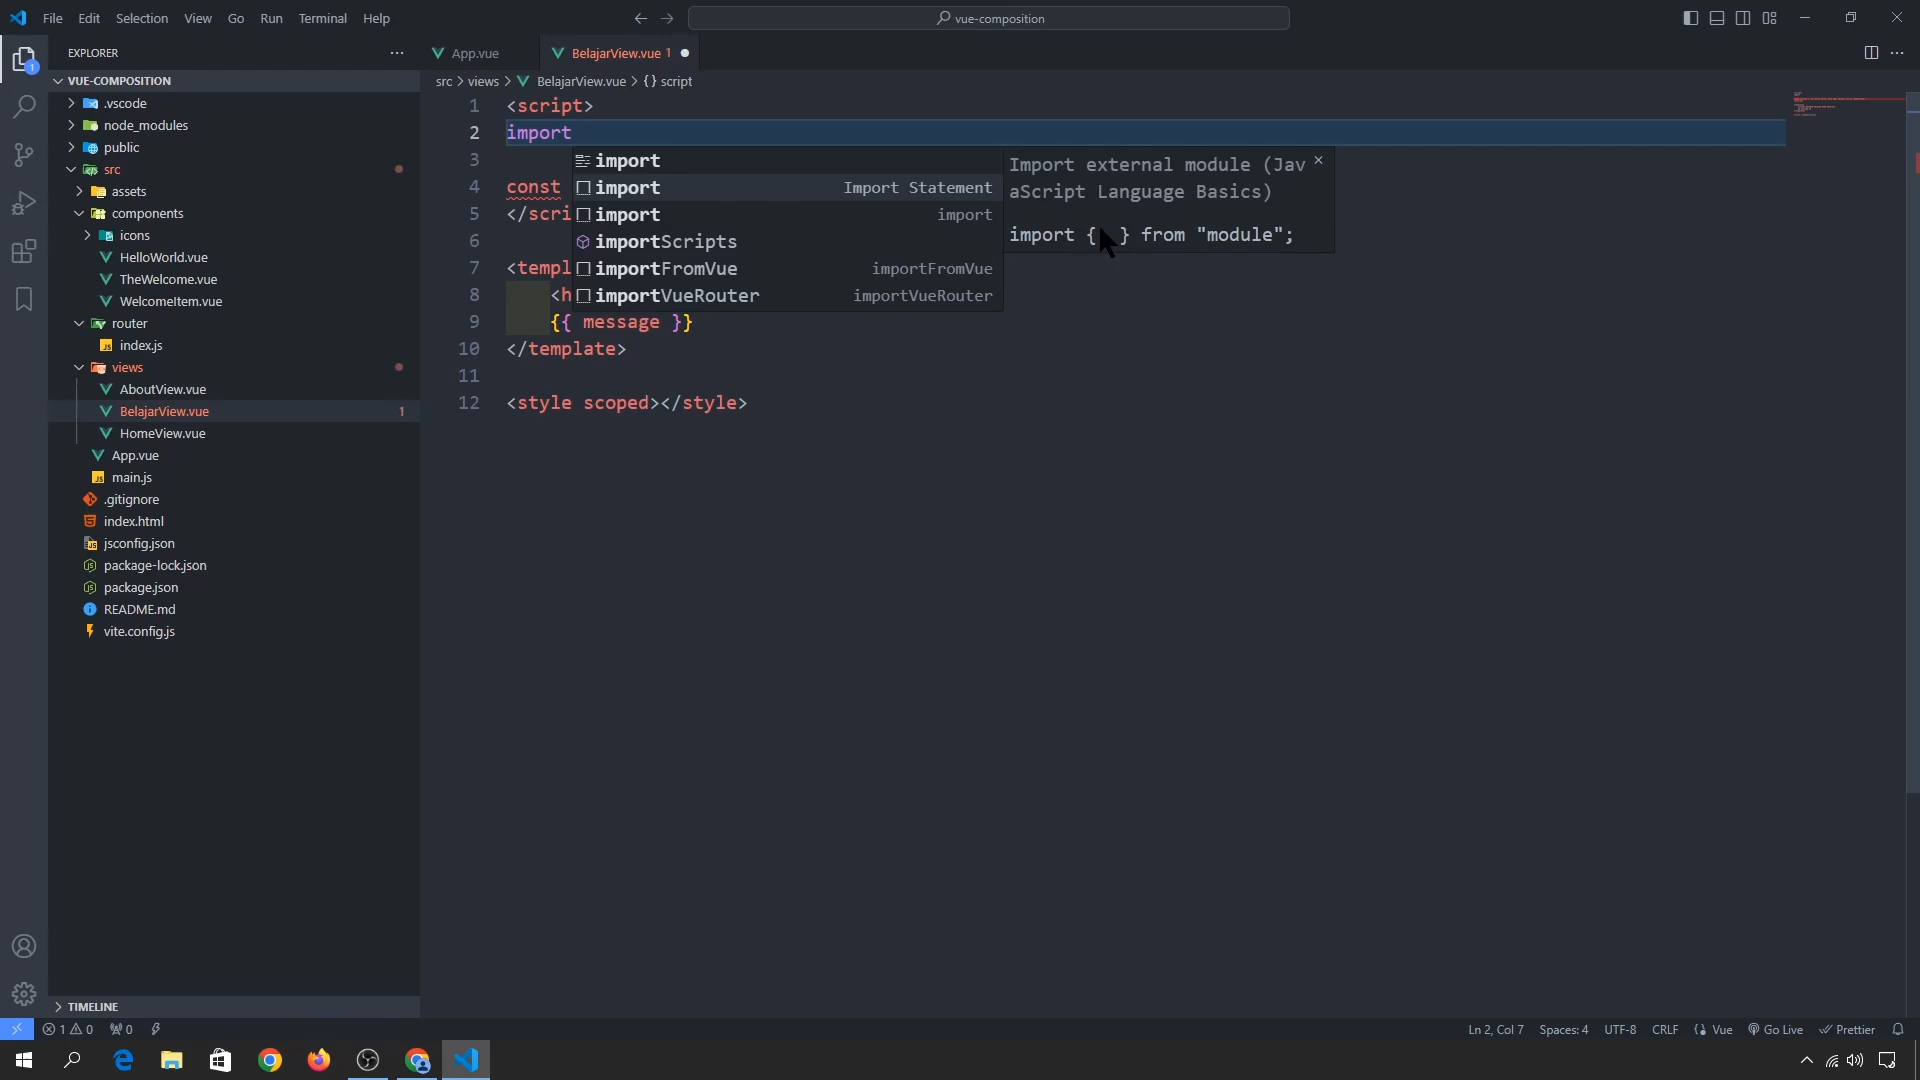 File Edit Selection View Go Run Terminal Help
vue-composition
EXPLORER
VUE-COMPOSITION
.vscode
node_modules
public
src
assets
components
icons
HelloWorld.vue
TheWelcome.vue
WelcomeItem.vue
router
index.js
views
AboutView.vue
BelajarView.vue 1
HomeView.vue
App.vue
main.js
.gitignore
index.html
jsconfig.json
package-lock.json
package.json
README.md
vite.config.js
TIMELINE
App.vue
BelajarView.vue 1
src > views > BelajarView.vue > {} script
1 <script>
2 import
3
4 const
5 </scri
6
7 <templ
8 <h
9 {{ message }}
10 </template>
11
12 <style scoped></style>
import
import Import Statement
import import
importScripts
importFromVue importFromVue
importVueRouter importVueRouter
Import external module (Jav
aScript Language Basics)
import { } from "module";
1 0 0
Ln 2, Col 7 Spaces: 4 UTF-8 CRLF Vue Go Live Prettier